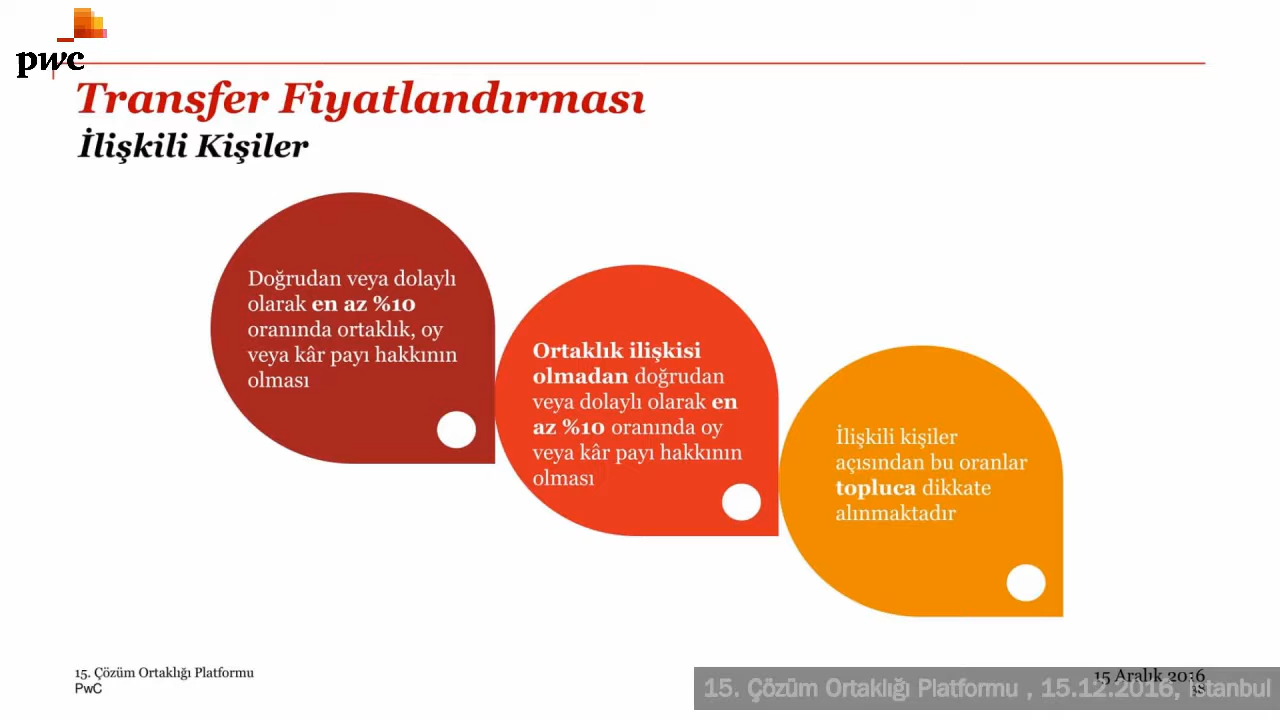 pwc
Transfer Fiyatlandırması
İlişkili Kişiler
Doğrudan veya dolaylı
olarak en az %10
oranında ortaklık, oy
veya kâr payı hakkının
olması
Ortaklık ilişkisi
olmadan doğrudan
veya dolaylı olarak en
az %10 oranında oy
veya kâr payı hakkının
olması
İlişkili kişiler
açısından bu oranlar
topluca dikkate
alınmaktadır
15. Çözüm Ortaklığı Platformu
PwC
15 Aralık 2016
15. Çözüm Ortaklığı Platformu , 15.12.2016, İstanbul